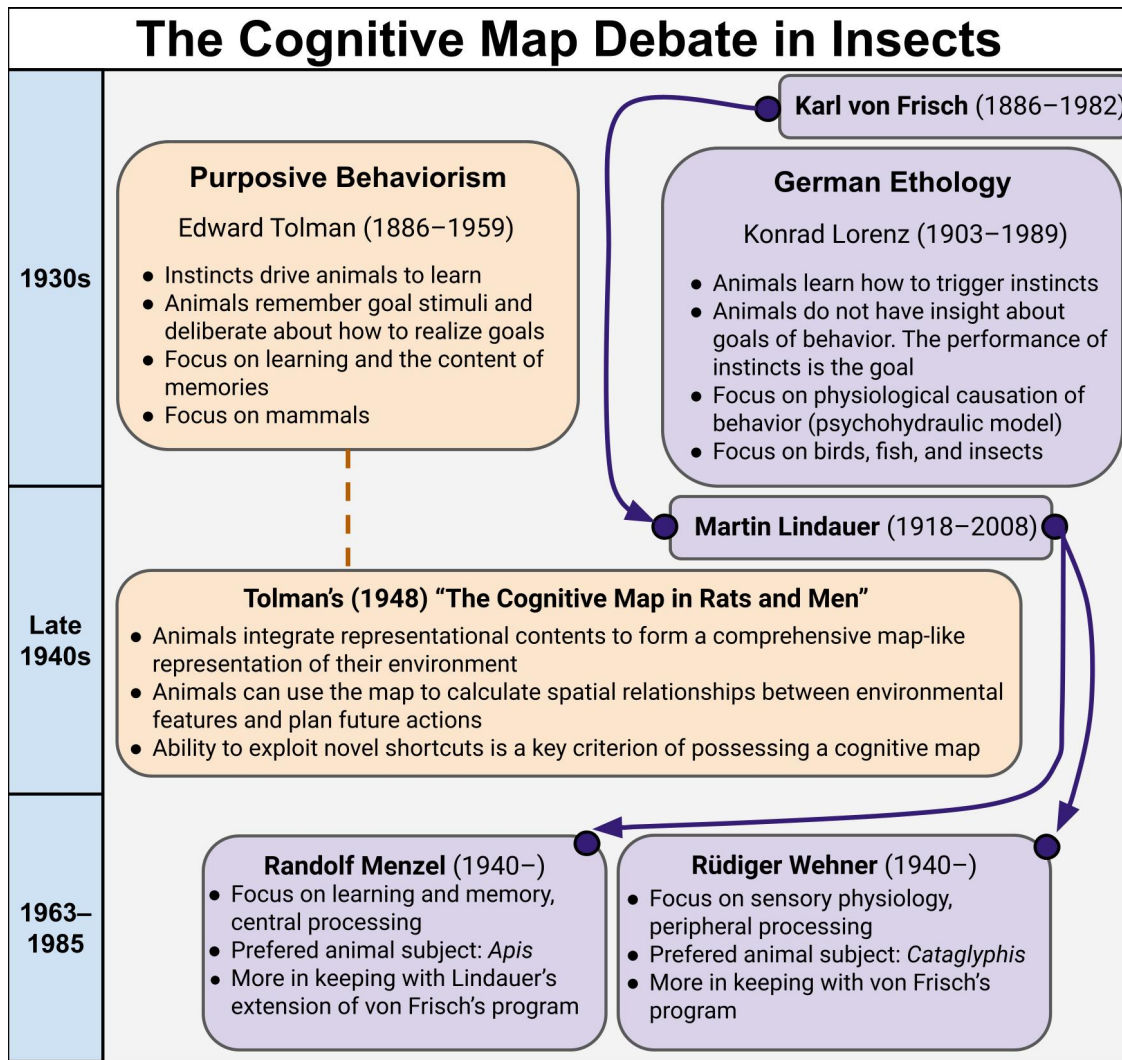 The Cognitive Map Debate in Insects
1930s
Karl von Frisch (1886–1982)
Purposive Behaviorism
Edward Tolman (1886–1959)
● Instincts drive animals to learn
● Animals remember goal stimuli and
deliberate about how to realize goals
● Focus on learning and the content of
memories
● Focus on mammals
German Ethology
Konrad Lorenz (1903–1989)
● Animals learn how to trigger instincts
● Animals do not have insight about
goals of behavior. The performance of
instincts is the goal
● Focus on physiological causation of
behavior (psychohydraulic model)
● Focus on birds, fish, and insects
Late
1940s
Martin Lindauer (1918–2008)
Tolman’s (1948) “The Cognitive Map in Rats and Men”
● Animals integrate representational contents to form a comprehensive map-like
representation of their environment
● Animals can use the map to calculate spatial relationships between environmental
features and plan future actions
● Ability to exploit novel shortcuts is a key criterion of possessing a cognitive map
1963–
1985
Randolf Menzel (1940–)
● Focus on learning and memory,
central processing
● Prefered animal subject: Apis
● More in keeping with Lindauer’s
extension of von Frisch’s program
Rüdiger Wehner (1940–)
● Focus on sensory physiology,
peripheral processing
● Prefered animal subject: Cataglyphis
● More in keeping with von Frisch’s
program